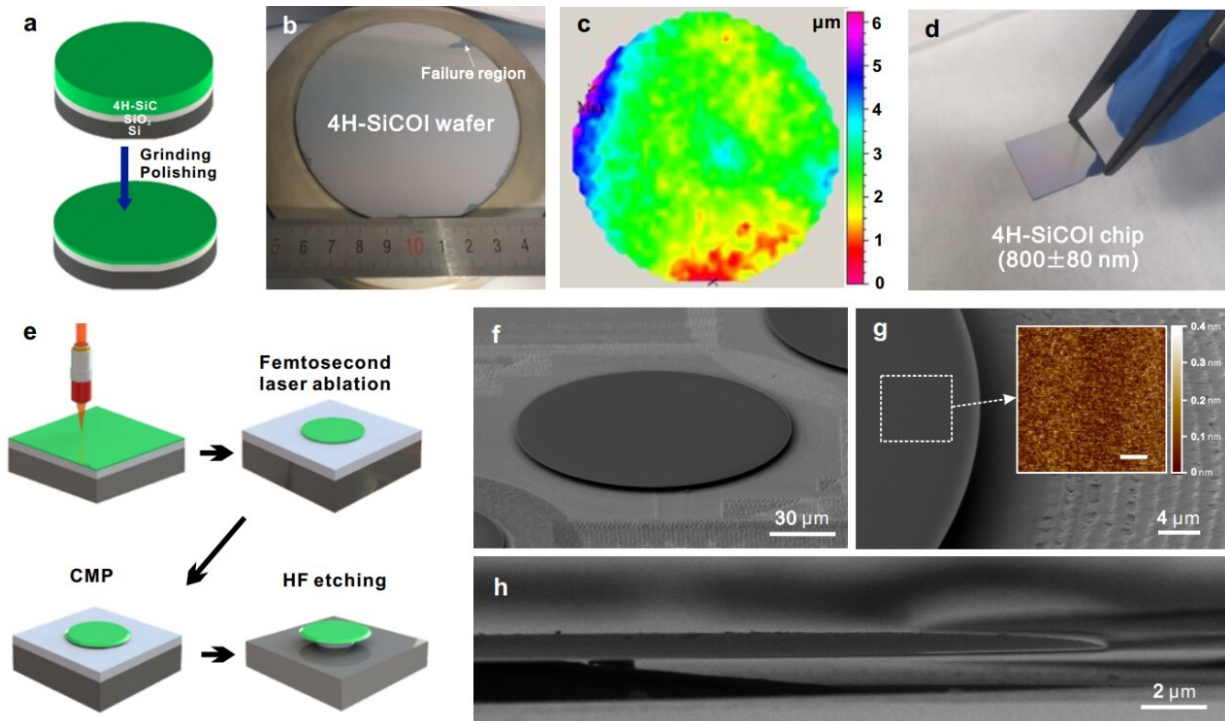 a
4H-SiC
SiO₂
Si
Grinding
Polishing
b
Failure region
4H-SiCOI wafer
5 6 7 8 9 10 1 2 3 4
c
µm
6
5
4
3
2
1
0
d
4H-SiCOI chip
(800±80 nm)
e
Femtosecond
laser ablation
CMP
HF etching
f
30 µm
g
0.4 nm
0.3 nm
0.2 nm
0.1 nm
0 nm
4 µm
h
2 µm